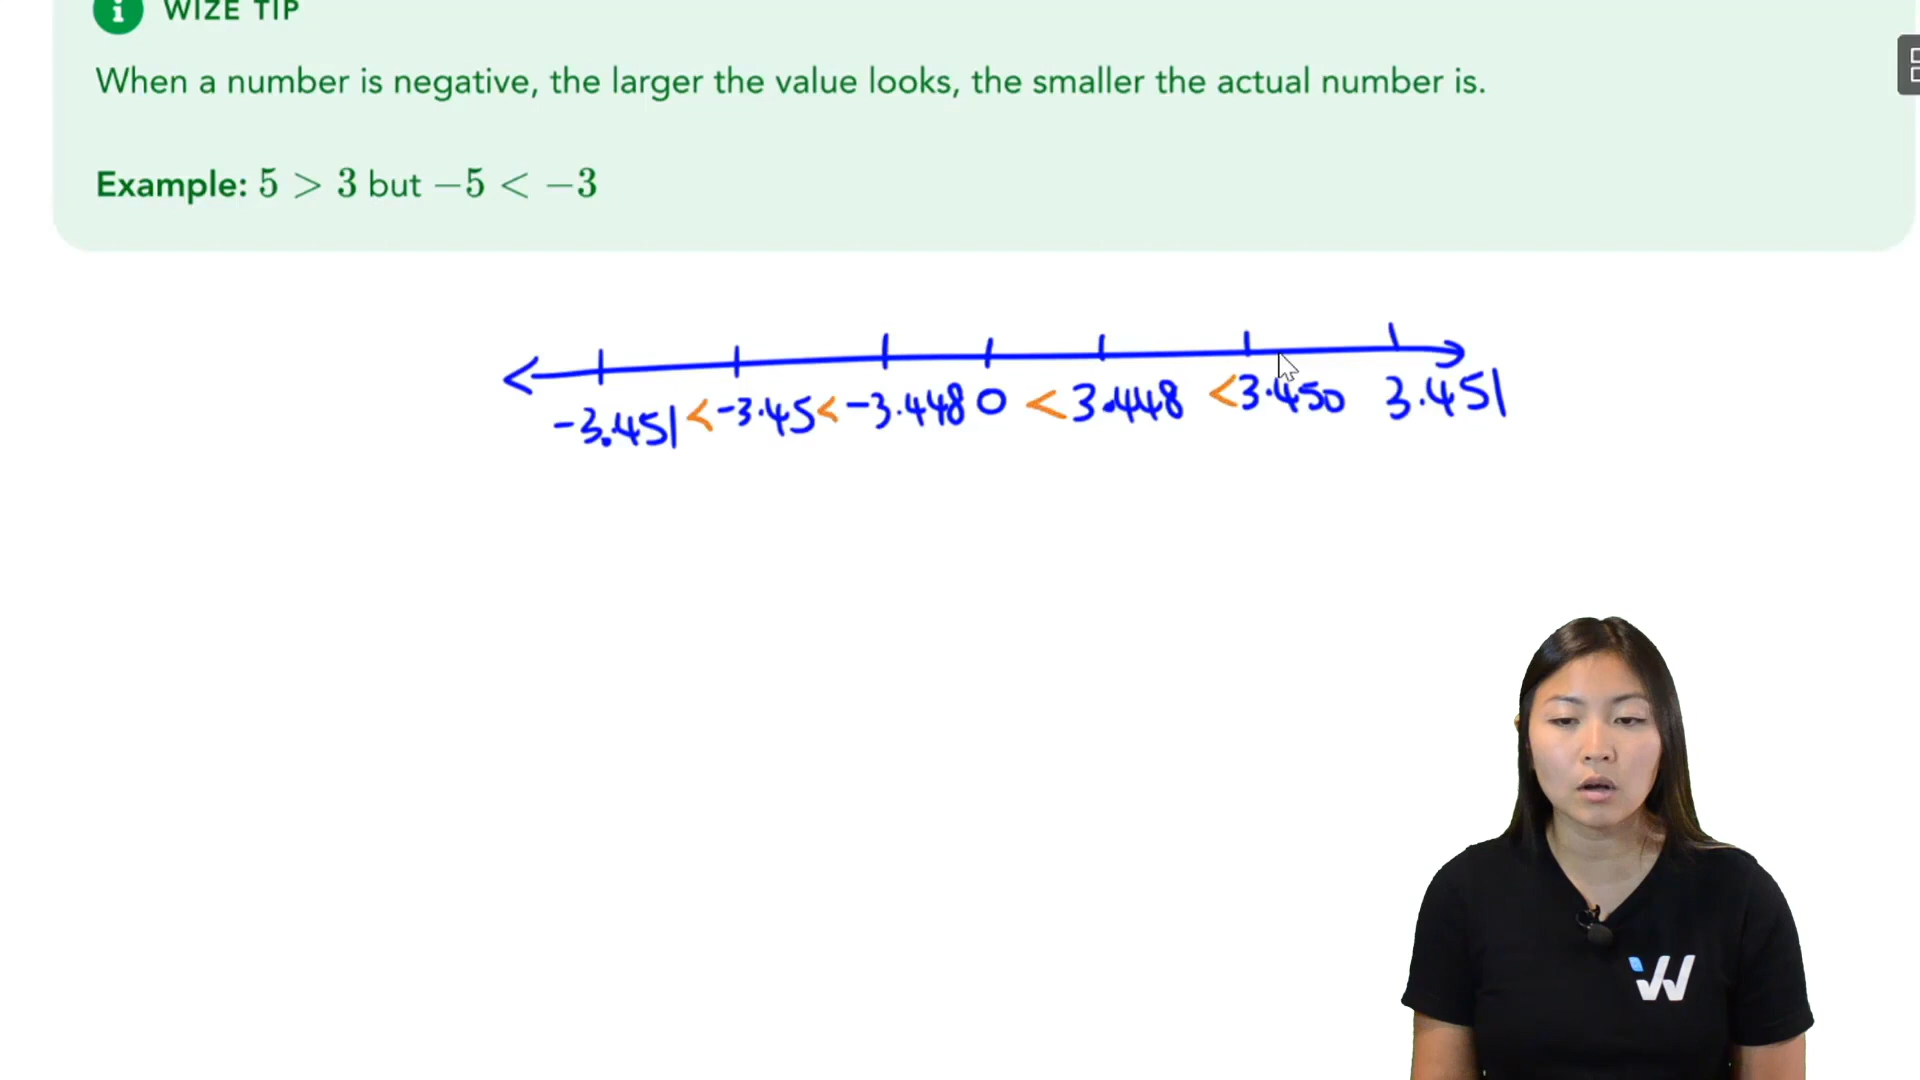 WIZE TIP
When a number is negative, the larger the value looks, the smaller the actual number is.
Example: 5 > 3 but −5 < −3
-3.451 < -3.45 < -3.448 0 < 3.448 < 3.450 3.451
W